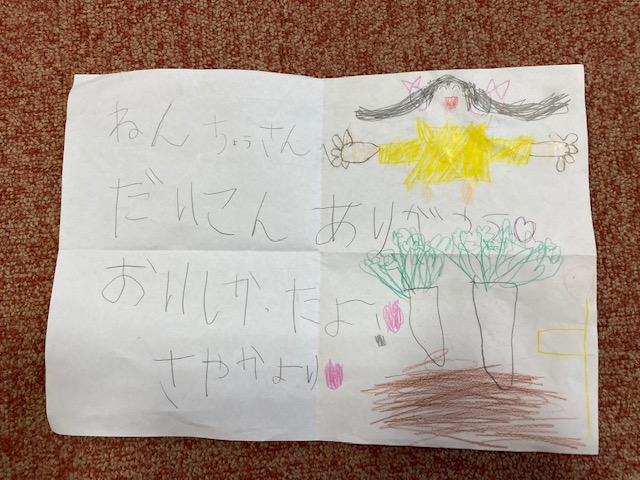 ねんちょうさん、
だいこん ありがとう♡
おいしかったよー!
さやかより